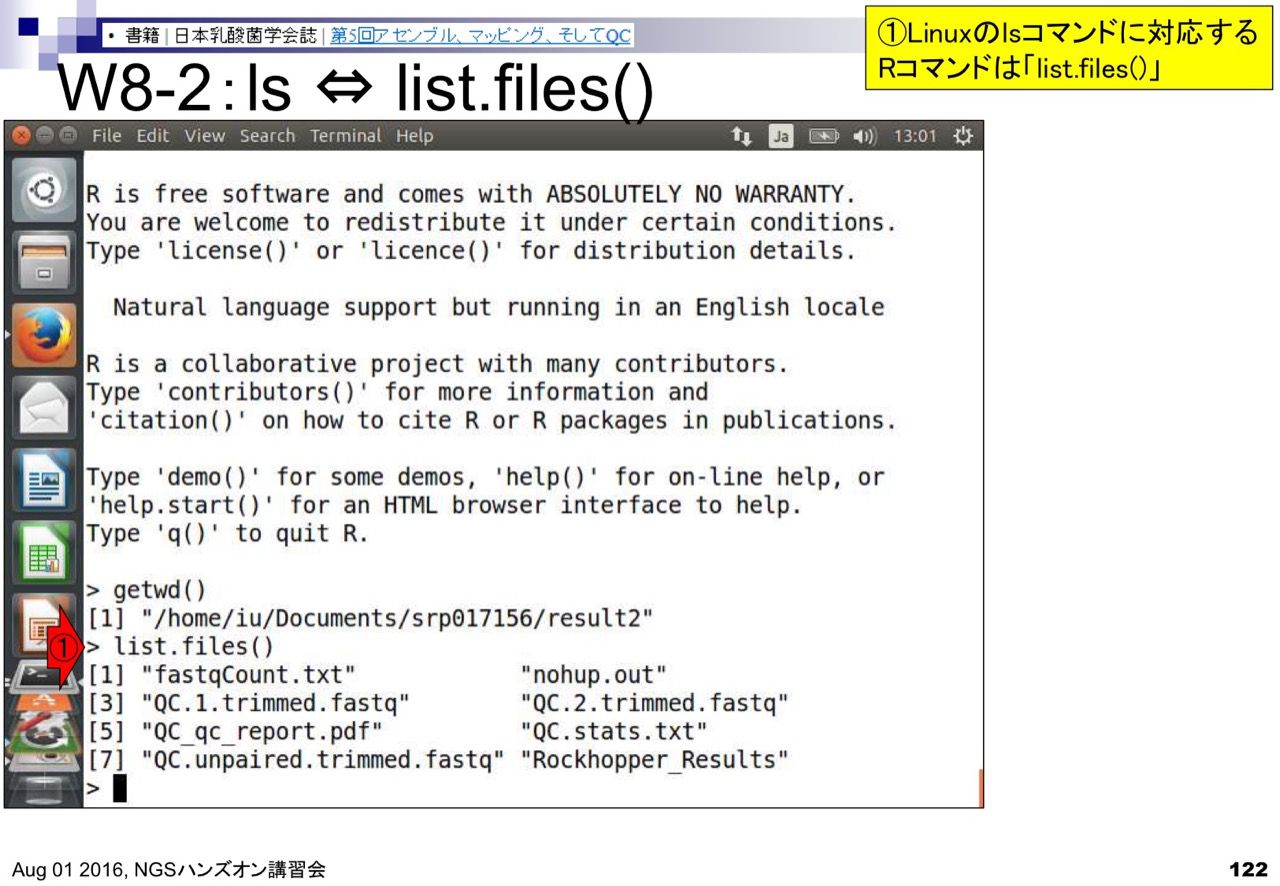 • 書籍 | 日本乳酸菌学会誌 | 第5回アセンブル、マッピング、そしてQC
①Linuxのlsコマンドに対応する
Rコマンドは「list.files()」
W8-2：ls ⇔ list.files()
File Edit View Search Terminal Help Ja 13:01
R is free software and comes with ABSOLUTELY NO WARRANTY.
You are welcome to redistribute it under certain conditions.
Type 'license()' or 'licence()' for distribution details.
Natural language support but running in an English locale
R is a collaborative project with many contributors.
Type 'contributors()' for more information and
'citation()' on how to cite R or R packages in publications.
Type 'demo()' for some demos, 'help()' for on-line help, or
'help.start()' for an HTML browser interface to help.
Type 'q()' to quit R.
> getwd()
[1] "/home/iu/Documents/srp017156/result2"
① > list.files()
[1] "fastqCount.txt" "nohup.out"
[3] "QC.1.trimmed.fastq" "QC.2.trimmed.fastq"
[5] "QC_qc_report.pdf" "QC.stats.txt"
[7] "QC.unpaired.trimmed.fastq" "Rockhopper_Results"
>
Aug 01 2016, NGSハンズオン講習会
122